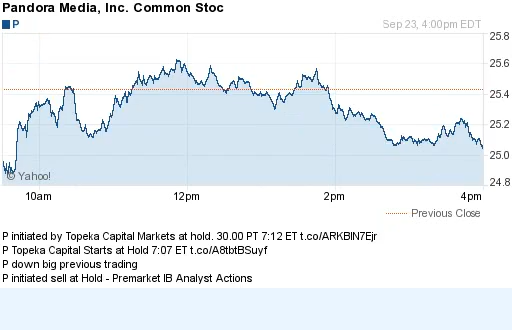 Pandora Media, Inc. Common Stoc
P
Sep 23, 4:00pm EDT
25.8
25.6
25.4
25.2
25.0
24.8
© Yahoo!
10am 12pm 2pm 4pm
Previous Close
P initiated by Topeka Capital Markets at hold. 30.00 PT 7:12 ET t.co/ARKBIN7Ejr
P Topeka Capital Starts at Hold 7:07 ET t.co/A8tbtBSuyf
P down big previous trading
P initiated sell at Hold - Premarket IB Analyst Actions